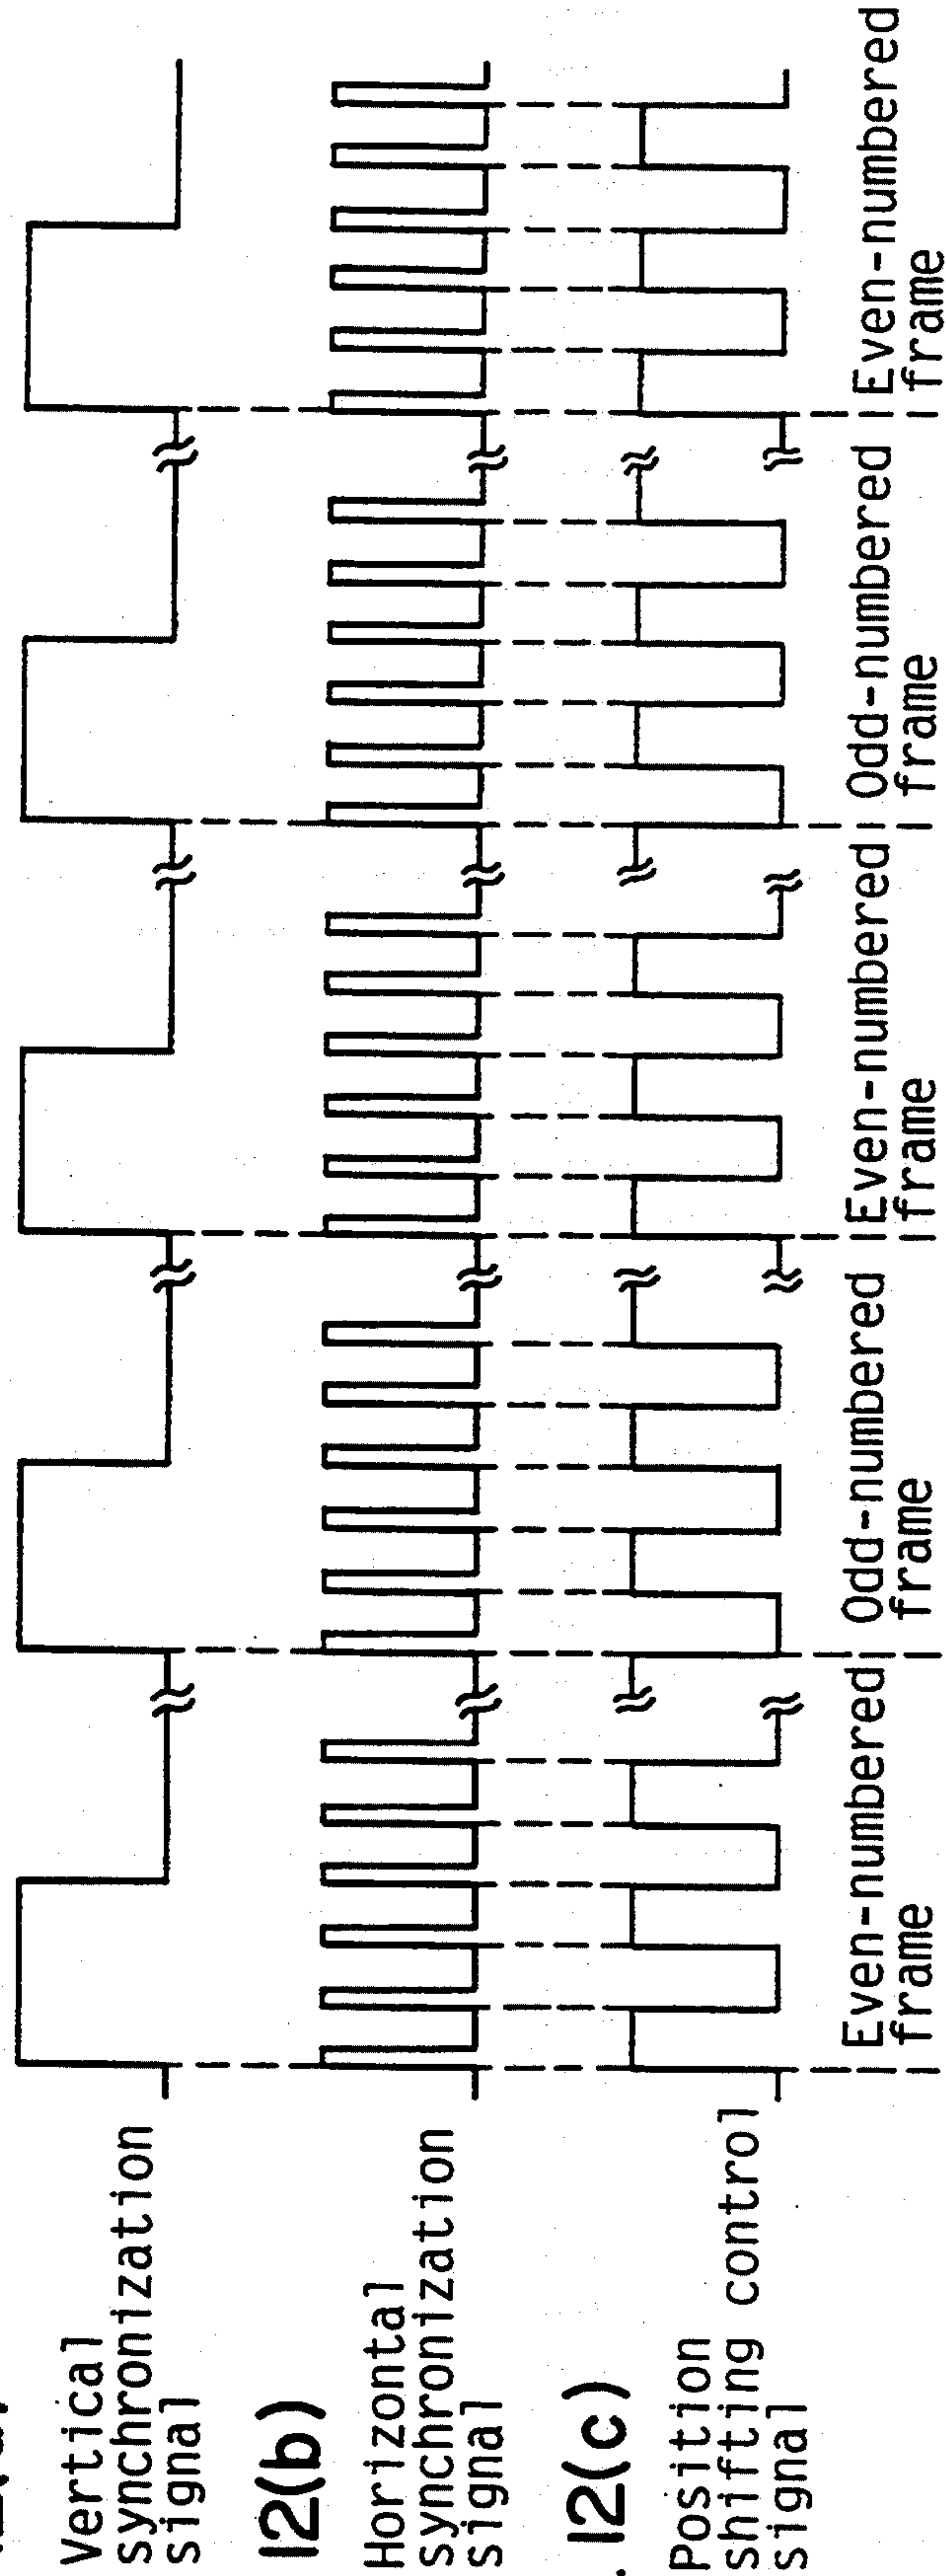 Vertical
synchronization
signal
12(b)
Horizontal
synchronization
signal
. 12(c)
Position
shifting control
signal
Even-numbered
frame
Odd-numbered
frame
Even-numbered
frame
Odd-numbered
frame
Even-numbered
frame